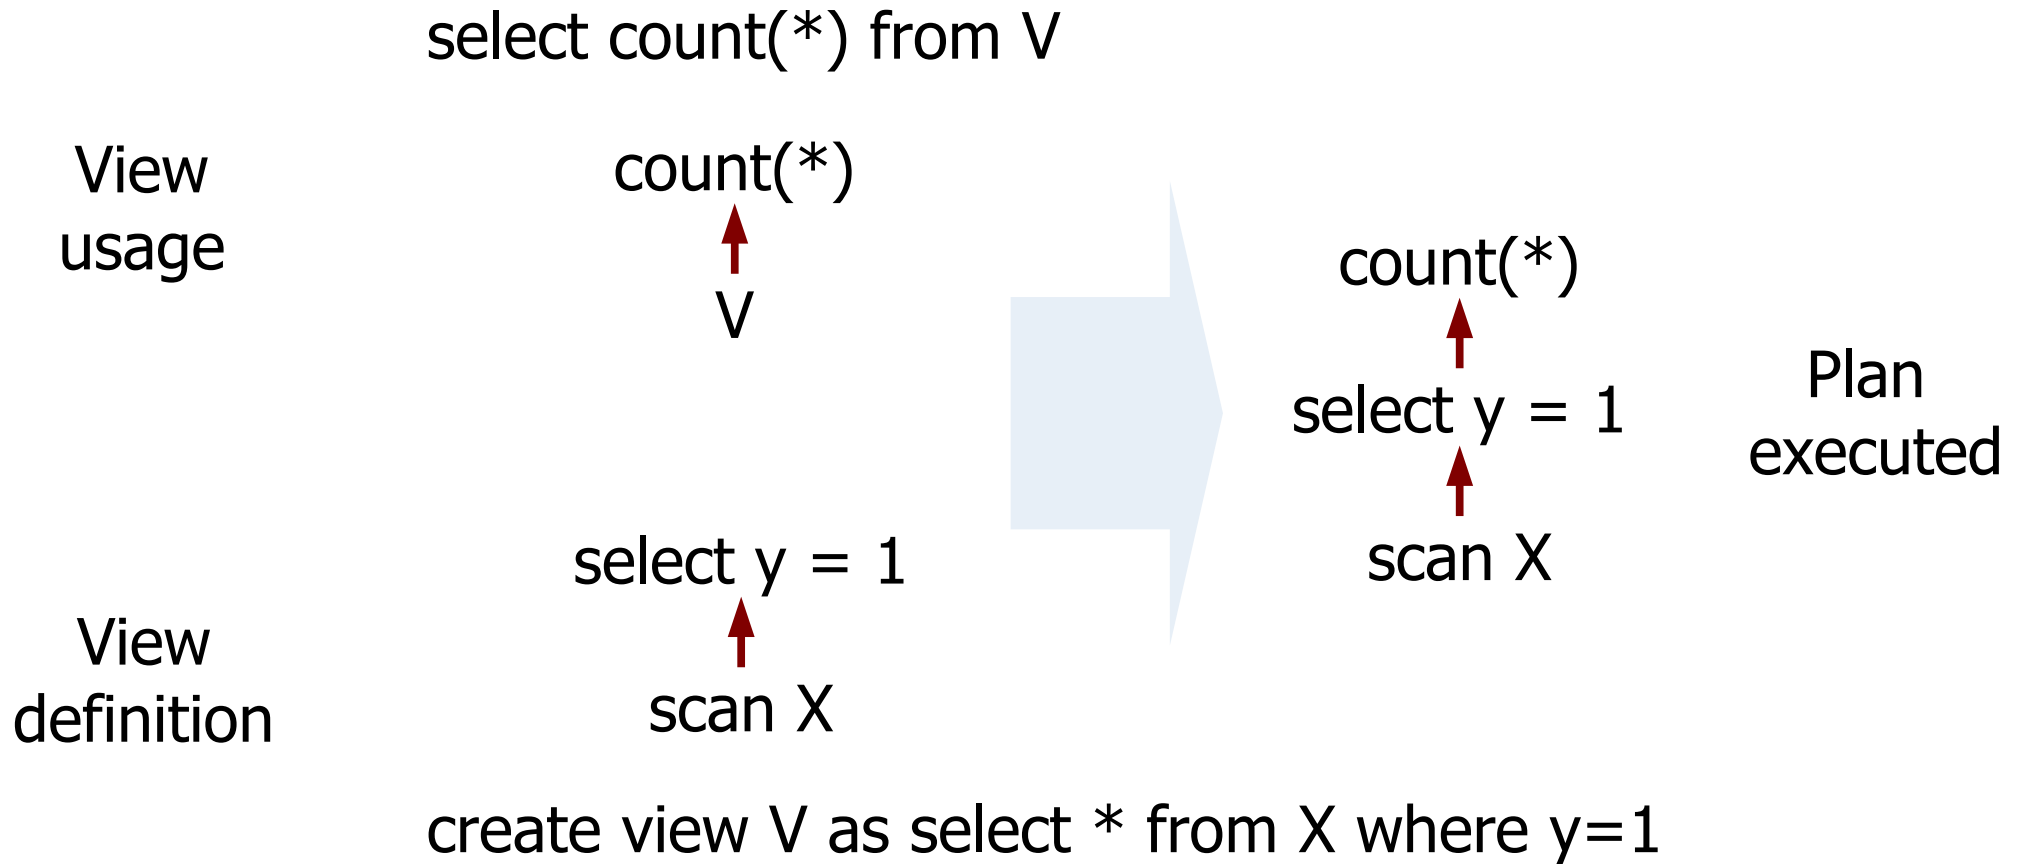 select count(*) from V
View
usage
count(*)
V
View
definition
select y = 1
scan X
create view V as select * from X where y=1
count(*)
select y = 1
scan X
Plan
executed